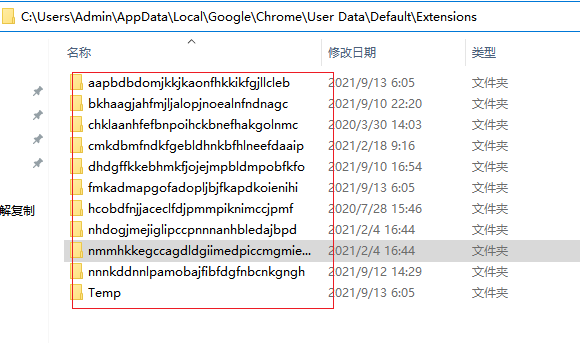 C:\Users\Admin\AppData\Local\Google\Chrome\User Data\Default\Extensions
名称 修改日期 类型
aapbdbdomjkkjkaonfhkkikfgjllcleb 2021/9/13 6:05 文件夹
bkhaagjahfmjljalopjnoealnfndnagc 2021/9/10 22:20 文件夹
chklaanhfefbnpoihckbnefhakgolnmc 2020/3/30 14:03 文件夹
cmkdbmfndkfgebldhnkbfhlneefdaaip 2021/2/18 9:16 文件夹
dhdgffkkebhmkfjojejmpbldmpobfkfo 2021/9/10 16:54 文件夹
fmkadmapgofadopljbjfkapdkoienihi 2021/9/13 6:05 文件夹
hcobdfnjjaceclfdjpmmpiknimccjpmf 2020/7/28 15:46 文件夹
解复制
nhdogjmejiglipccpnnnanhbledajbpd 2021/2/4 16:44 文件夹
nmmhkkegccagdldgiimedpiccmgmie... 2021/2/4 16:44 文件夹
nnnkddnnlpamobajfibfdgfnbcnkgngh 2021/9/12 14:29 文件夹
Temp 2021/9/13 6:05 文件夹